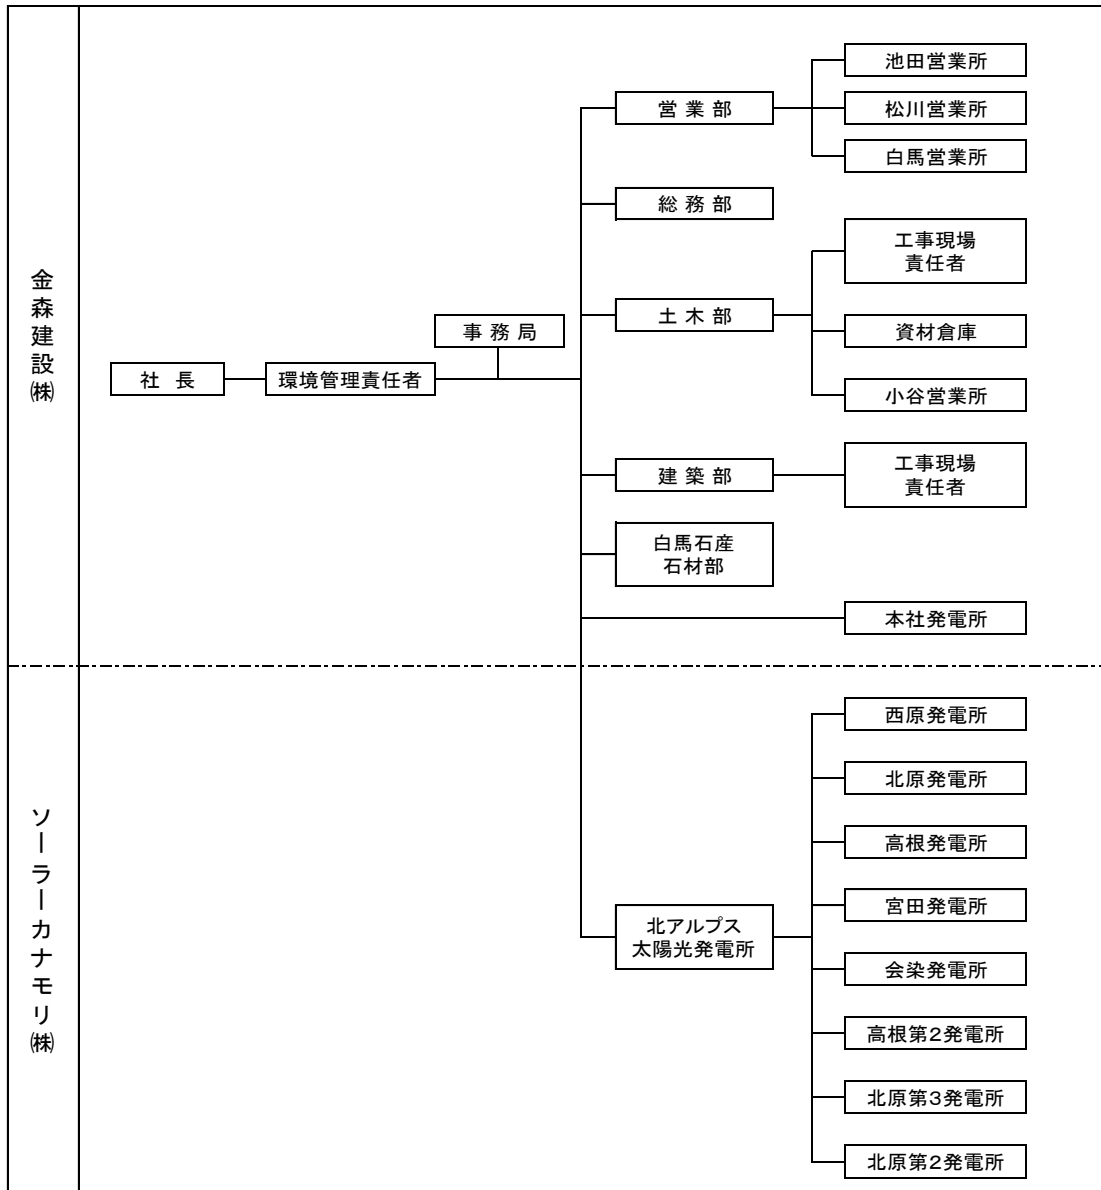 金森建設㈱
社 長
環境管理責任者
事 務 局
営 業 部
池田営業所
松川営業所
白馬営業所
総 務 部
土 木 部
工事現場
責任者
資材倉庫
小谷営業所
建 築 部
工事現場
責任者
白馬石産
石材部
本社発電所
ソーラーカナモリ㈱
北アルプス
太陽光発電所
西原発電所
北原発電所
高根発電所
宮田発電所
会染発電所
高根第2発電所
北原第3発電所
北原第2発電所